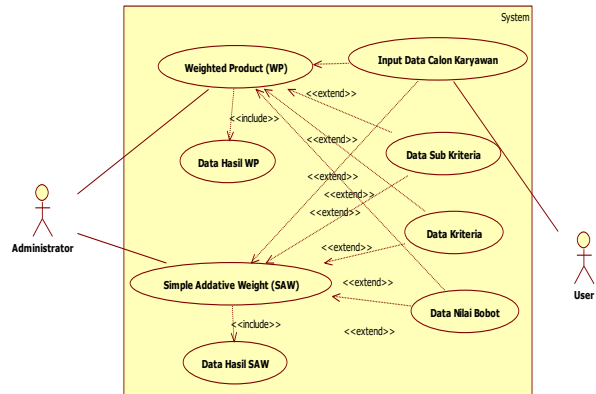 System
Weighted Product (WP)
Input Data Calon Karyawan
<<extend>>
<<include>>
<<extend>>
Data Hasil WP
Data Sub Kriteria
<<extend>>
<<extend>>
<<extend>>
Data Kriteria
Administrator
<<extend>>
Simple Addative Weight (SAW)
<<extend>>
User
Data Nilai Bobot
<<include>>
<<extend>>
Data Hasil SAW